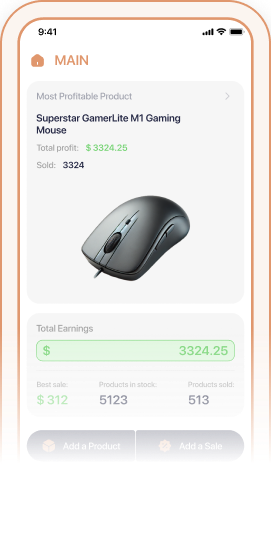 9:41
MAIN
Most Profitable Product
Superstar GamerLite M1 Gaming
Mouse
Total profit: $ 3324.25
Sold: 3324
Total Earnings
$ 3324.25
Best sale: Products in stock: Products sold:
$ 312 5123 513
Add a Product Add a Sale